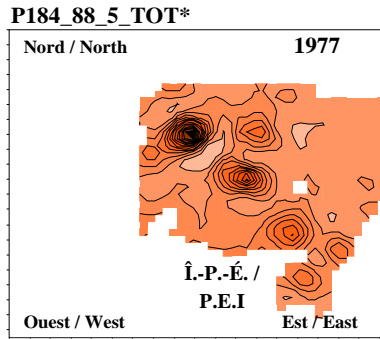 P184_88_5_TOT*
Nord / North 1977
Î.-P.-É. /
P.E.I
Ouest / West Est / East